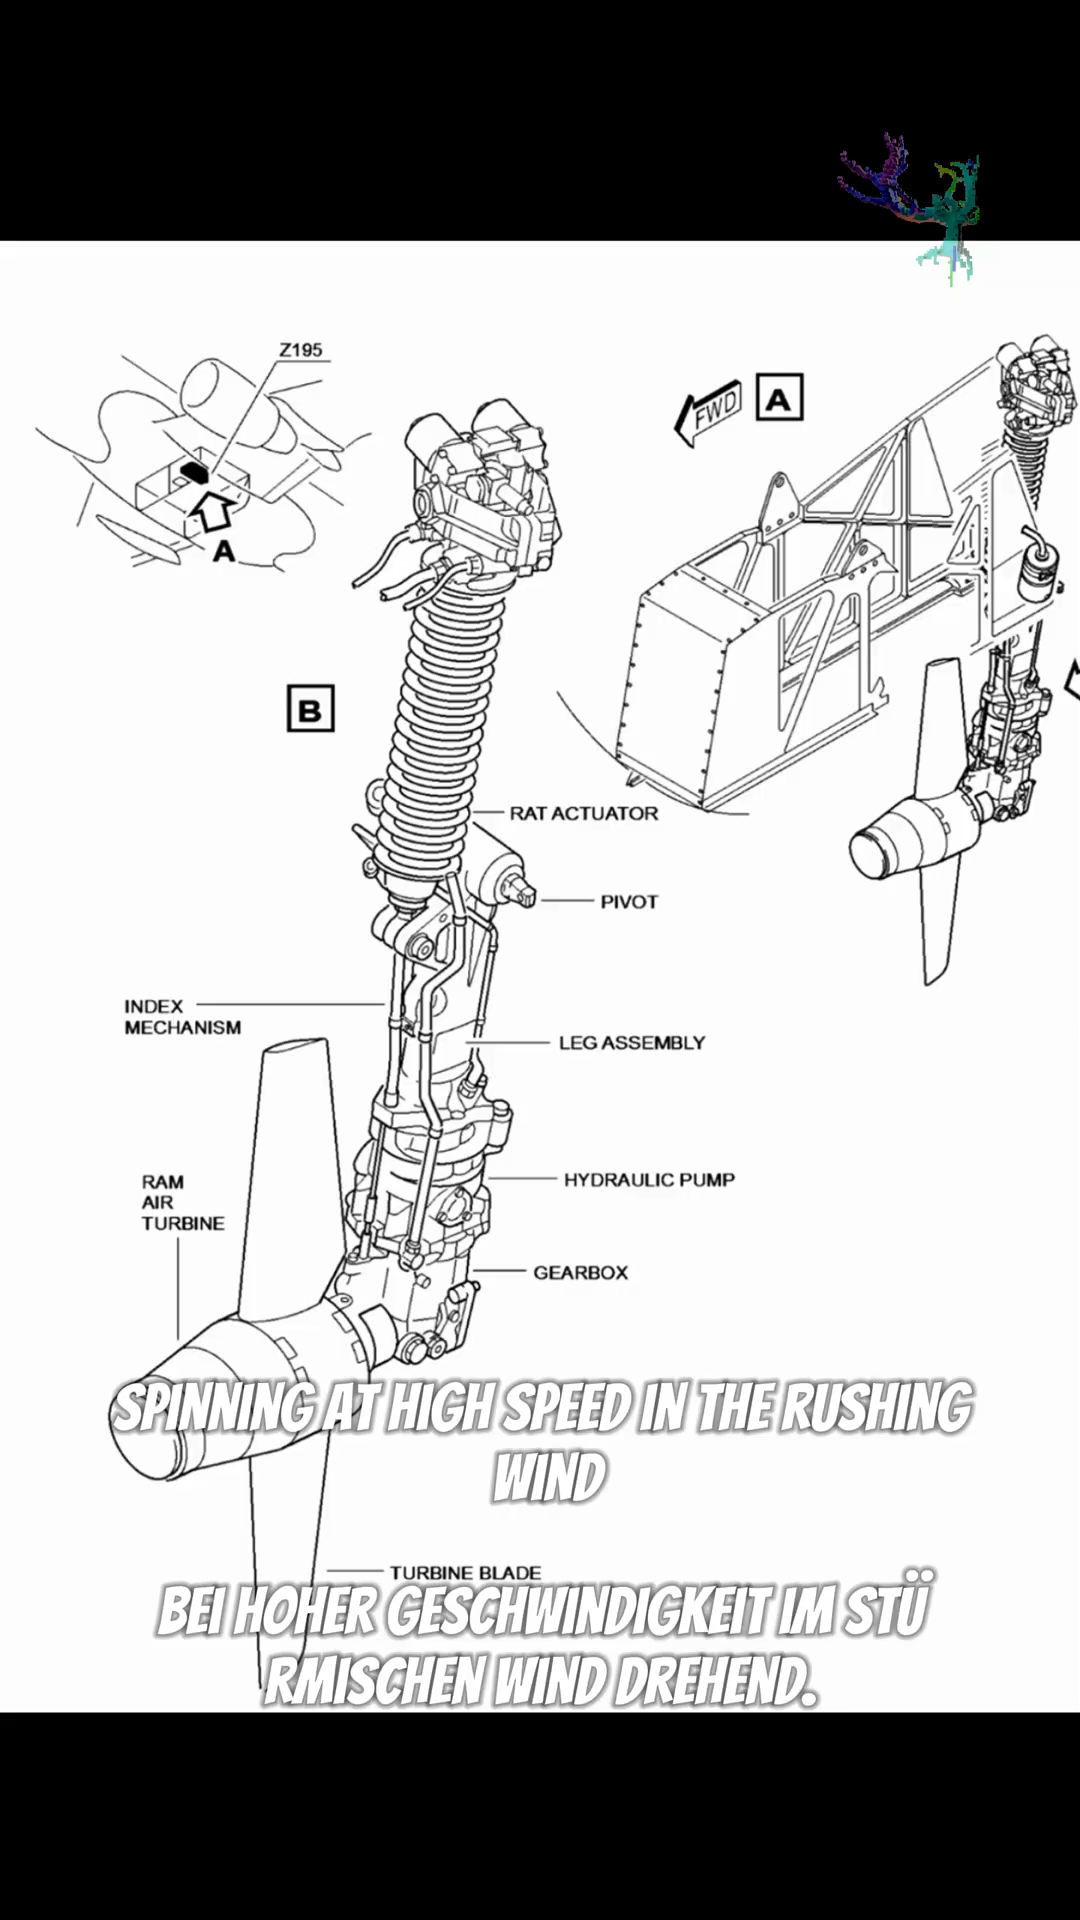 Z195
A
FWD
A
B
RAT ACTUATOR
PIVOT
INDEX
MECHANISM
LEG ASSEMBLY
RAM
AIR
TURBINE
HYDRAULIC PUMP
GEARBOX
SPINNING AT HIGH SPEED IN THE RUSHING
WIND
TURBINE BLADE
BEI HOHER GESCHWINDIGKEIT IM STÜ
RMISCHEN WIND DREHEND.